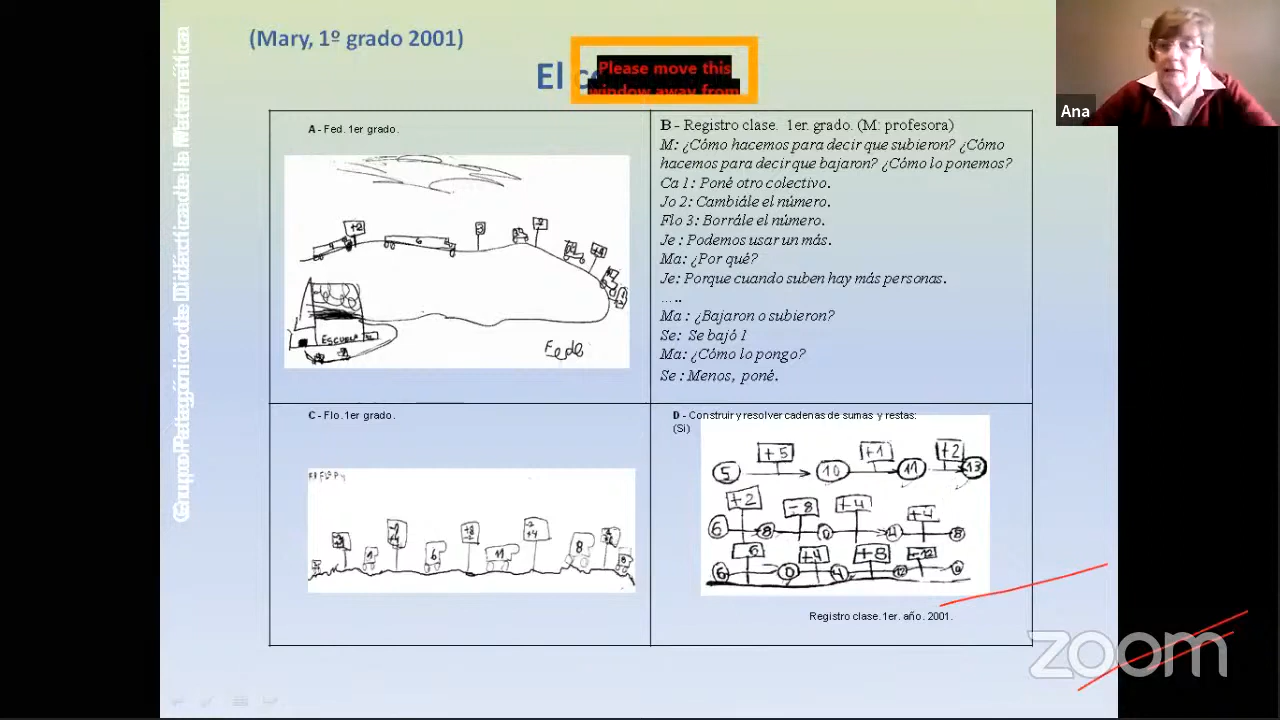 (Mary, 1º grado 2001)
El c
Please move this
window away from
Ana
A - Fed. 1er grado.
+2
6
3
ESCUELA
Fede
B - Registro clase. 1er grado. (M: profesora)
M: ¿Cómo hacemos para decir que subieron? ¿Cómo
hacemos para decir que bajaron? ¿Cómo lo ponemos?
Ca 1: Poné otro colectivo.
Jo 2: Cambiále el número.
Flo 3: Borrále el número.
Je : Podemos usar un más.
Ma: ¿Por qué?
Je: Porque cuando suben hay más personas.
…..
Ma : ¿Bajaron o subieron?
Se: Se bajó 1
Ma: ¿Cómo lo pongo?
Se : Menos, poné.
C - Flo. 1er grado.
6
11
8
D - Construir y resolver cadenas de sumas y restas:
(Si)
+5 +1 +2
5 10 11 13
+2 -8 +4 +4
6 8 0 4 8
-6 +4 +8 -12
6 0 4 12 0
Registro clase. 1er. año. 2001.
zoom